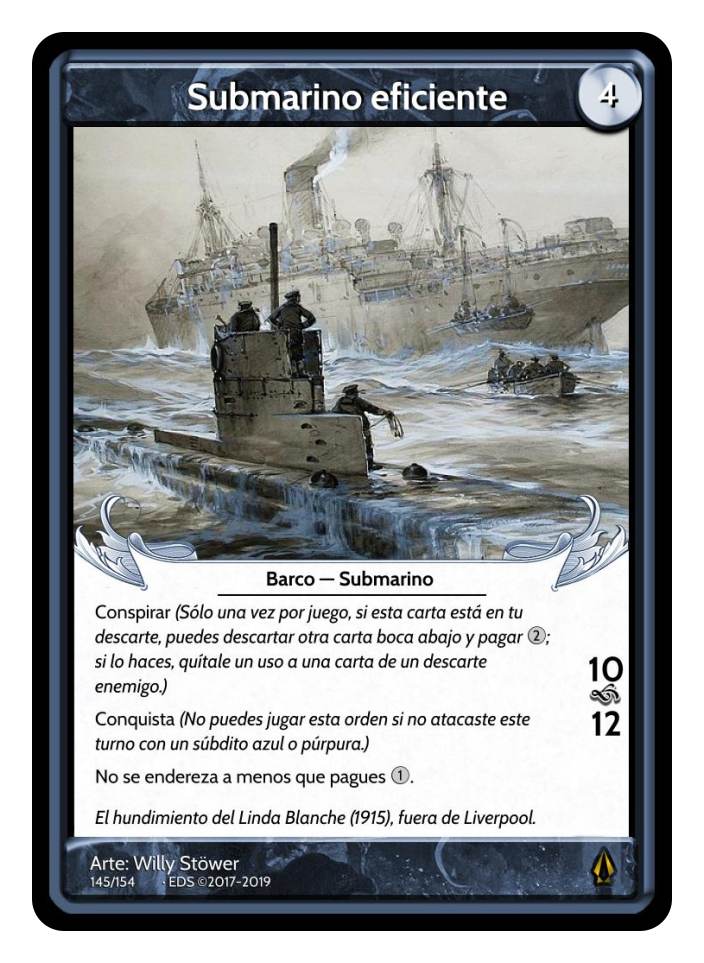 Submarino eficiente
4
Barco — Submarino
Conspirar (Sólo una vez por juego, si esta carta está en tu
descarte, puedes descartar otra carta boca abajo y pagar 2;
si lo haces, quítale un uso a una carta de un descarte
enemigo.)
Conquista (No puedes jugar esta orden si no atacaste este
turno con un súbdito azul o púrpura.)
No se endereza a menos que pagues 1.
El hundimiento del Linda Blanche (1915), fuera de Liverpool.
10
12
Arte: Willy Stöwer
145/154 · EDS ©2017-2019